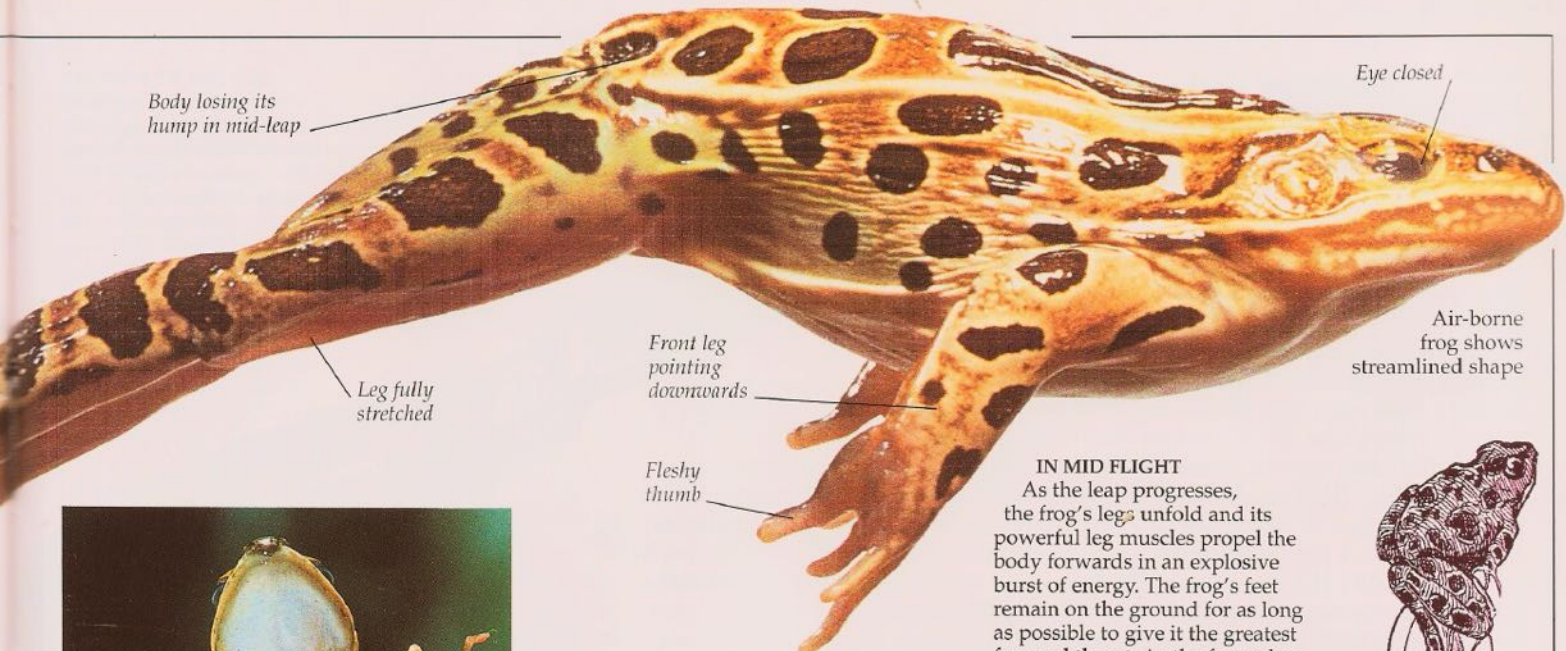 Body losing its
hump in mid-leap
Eye closed
Leg fully
stretched
Front leg
pointing
downwards
Fleshy
thumb
Air-borne
frog shows
streamlined shape
IN MID FLIGHT
As the leap progresses,
the frog's legs unfold and its
powerful leg muscles propel the
body forwards in an explosive
burst of energy. The frog's feet
remain on the ground for as long
as possible to give it the greatest